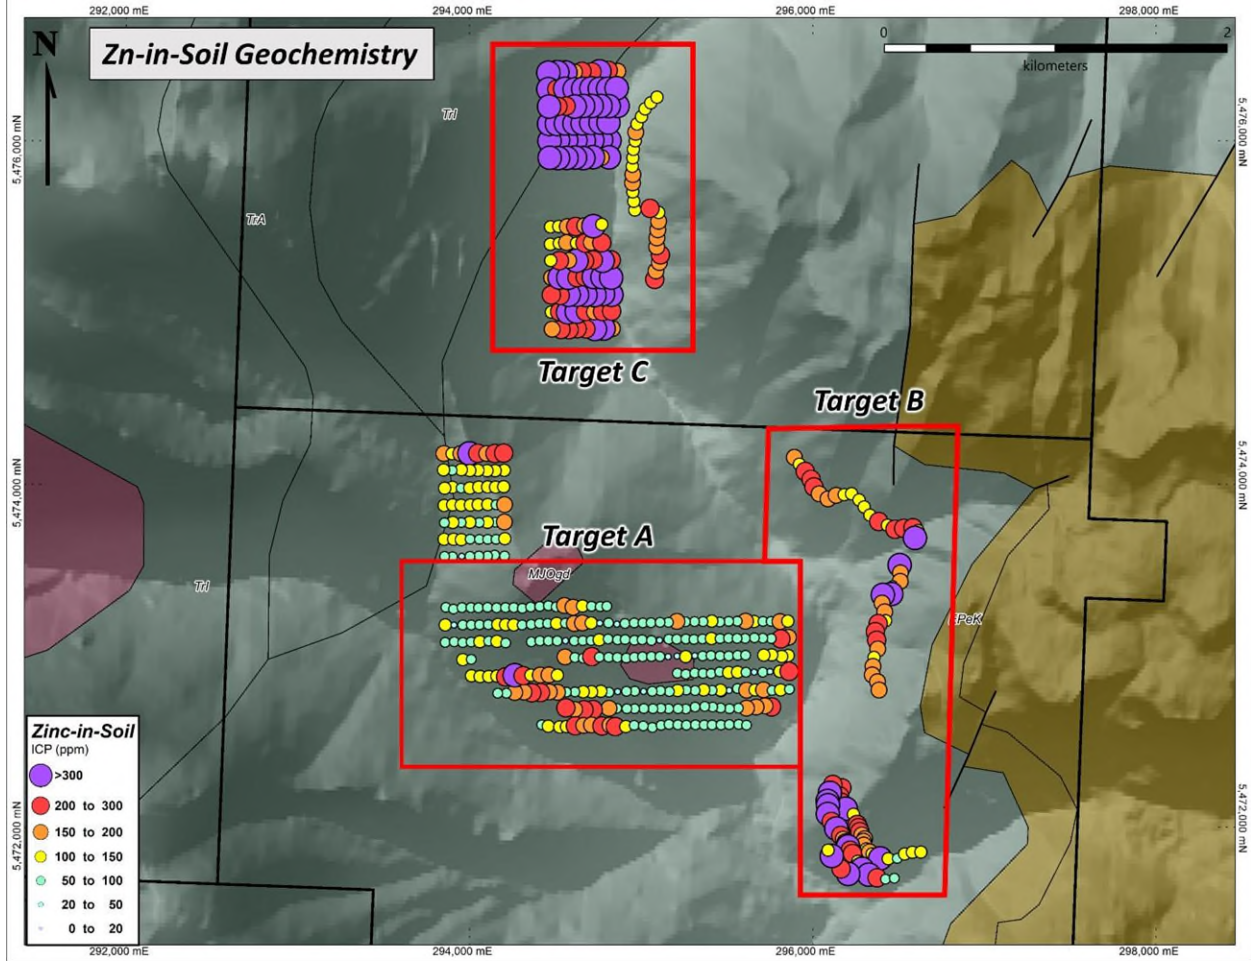 292,000 mE
294,000 mE
296,000 mE
298,000 mE
N
Zn-in-Soil Geochemistry
0
2
kilometers
TrI
5,476,000 mN
5,476,000 mN
TrA
Target C
Target B
5,474,000 mN
5,474,000 mN
Target A
MJOgd
TrI
PeK
Zinc-in-Soil
ICP (ppm)
>300
200 to 300
150 to 200
100 to 150
50 to 100
20 to 50
0 to 20
5,472,000 mN
5,472,000 mN
292,000 mE
294,000 mE
296,000 mE
298,000 mE